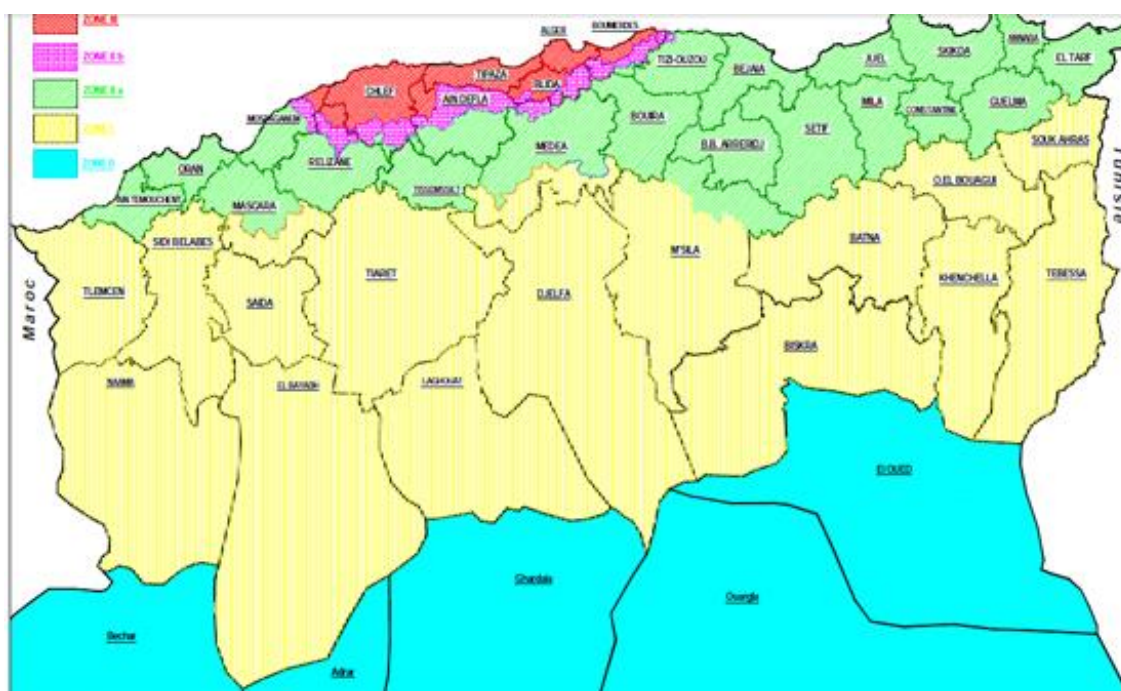 ZONE III
ALGER
BOUMERDES
ZONE II b
TIPAZA
BLIDA
TIZI-OUZOU
BEJAIA
JIJEL
SKIKDA
ANNABA
EL TARF
CHLEF
AIN DEFLA
ZONE II a
MOSTAGANEM
BOUIRA
MILA
CONSTANTINE
GUELMA
SETIF
MEDEA
B.B. ARRERIDJ
ZONE I
RELIZANE
SOUK AHRAS
ORAN
O.EL BOUAGUI
Tunisie
ZONE 0
TISSEMSSILT
AIN TEMOUCHENT
MASCARA
SIDI BELABES
BATNA
M'SILA
TIARET
KHENCHELLA
TEBESSA
TLEMCEN
DJELFA
SAIDA
Maroc
BISKRA
NAAMA
EL BAYADH
LAGHOUAT
El OUED
Ghardaia
Ouargla
Bechar
Adrar